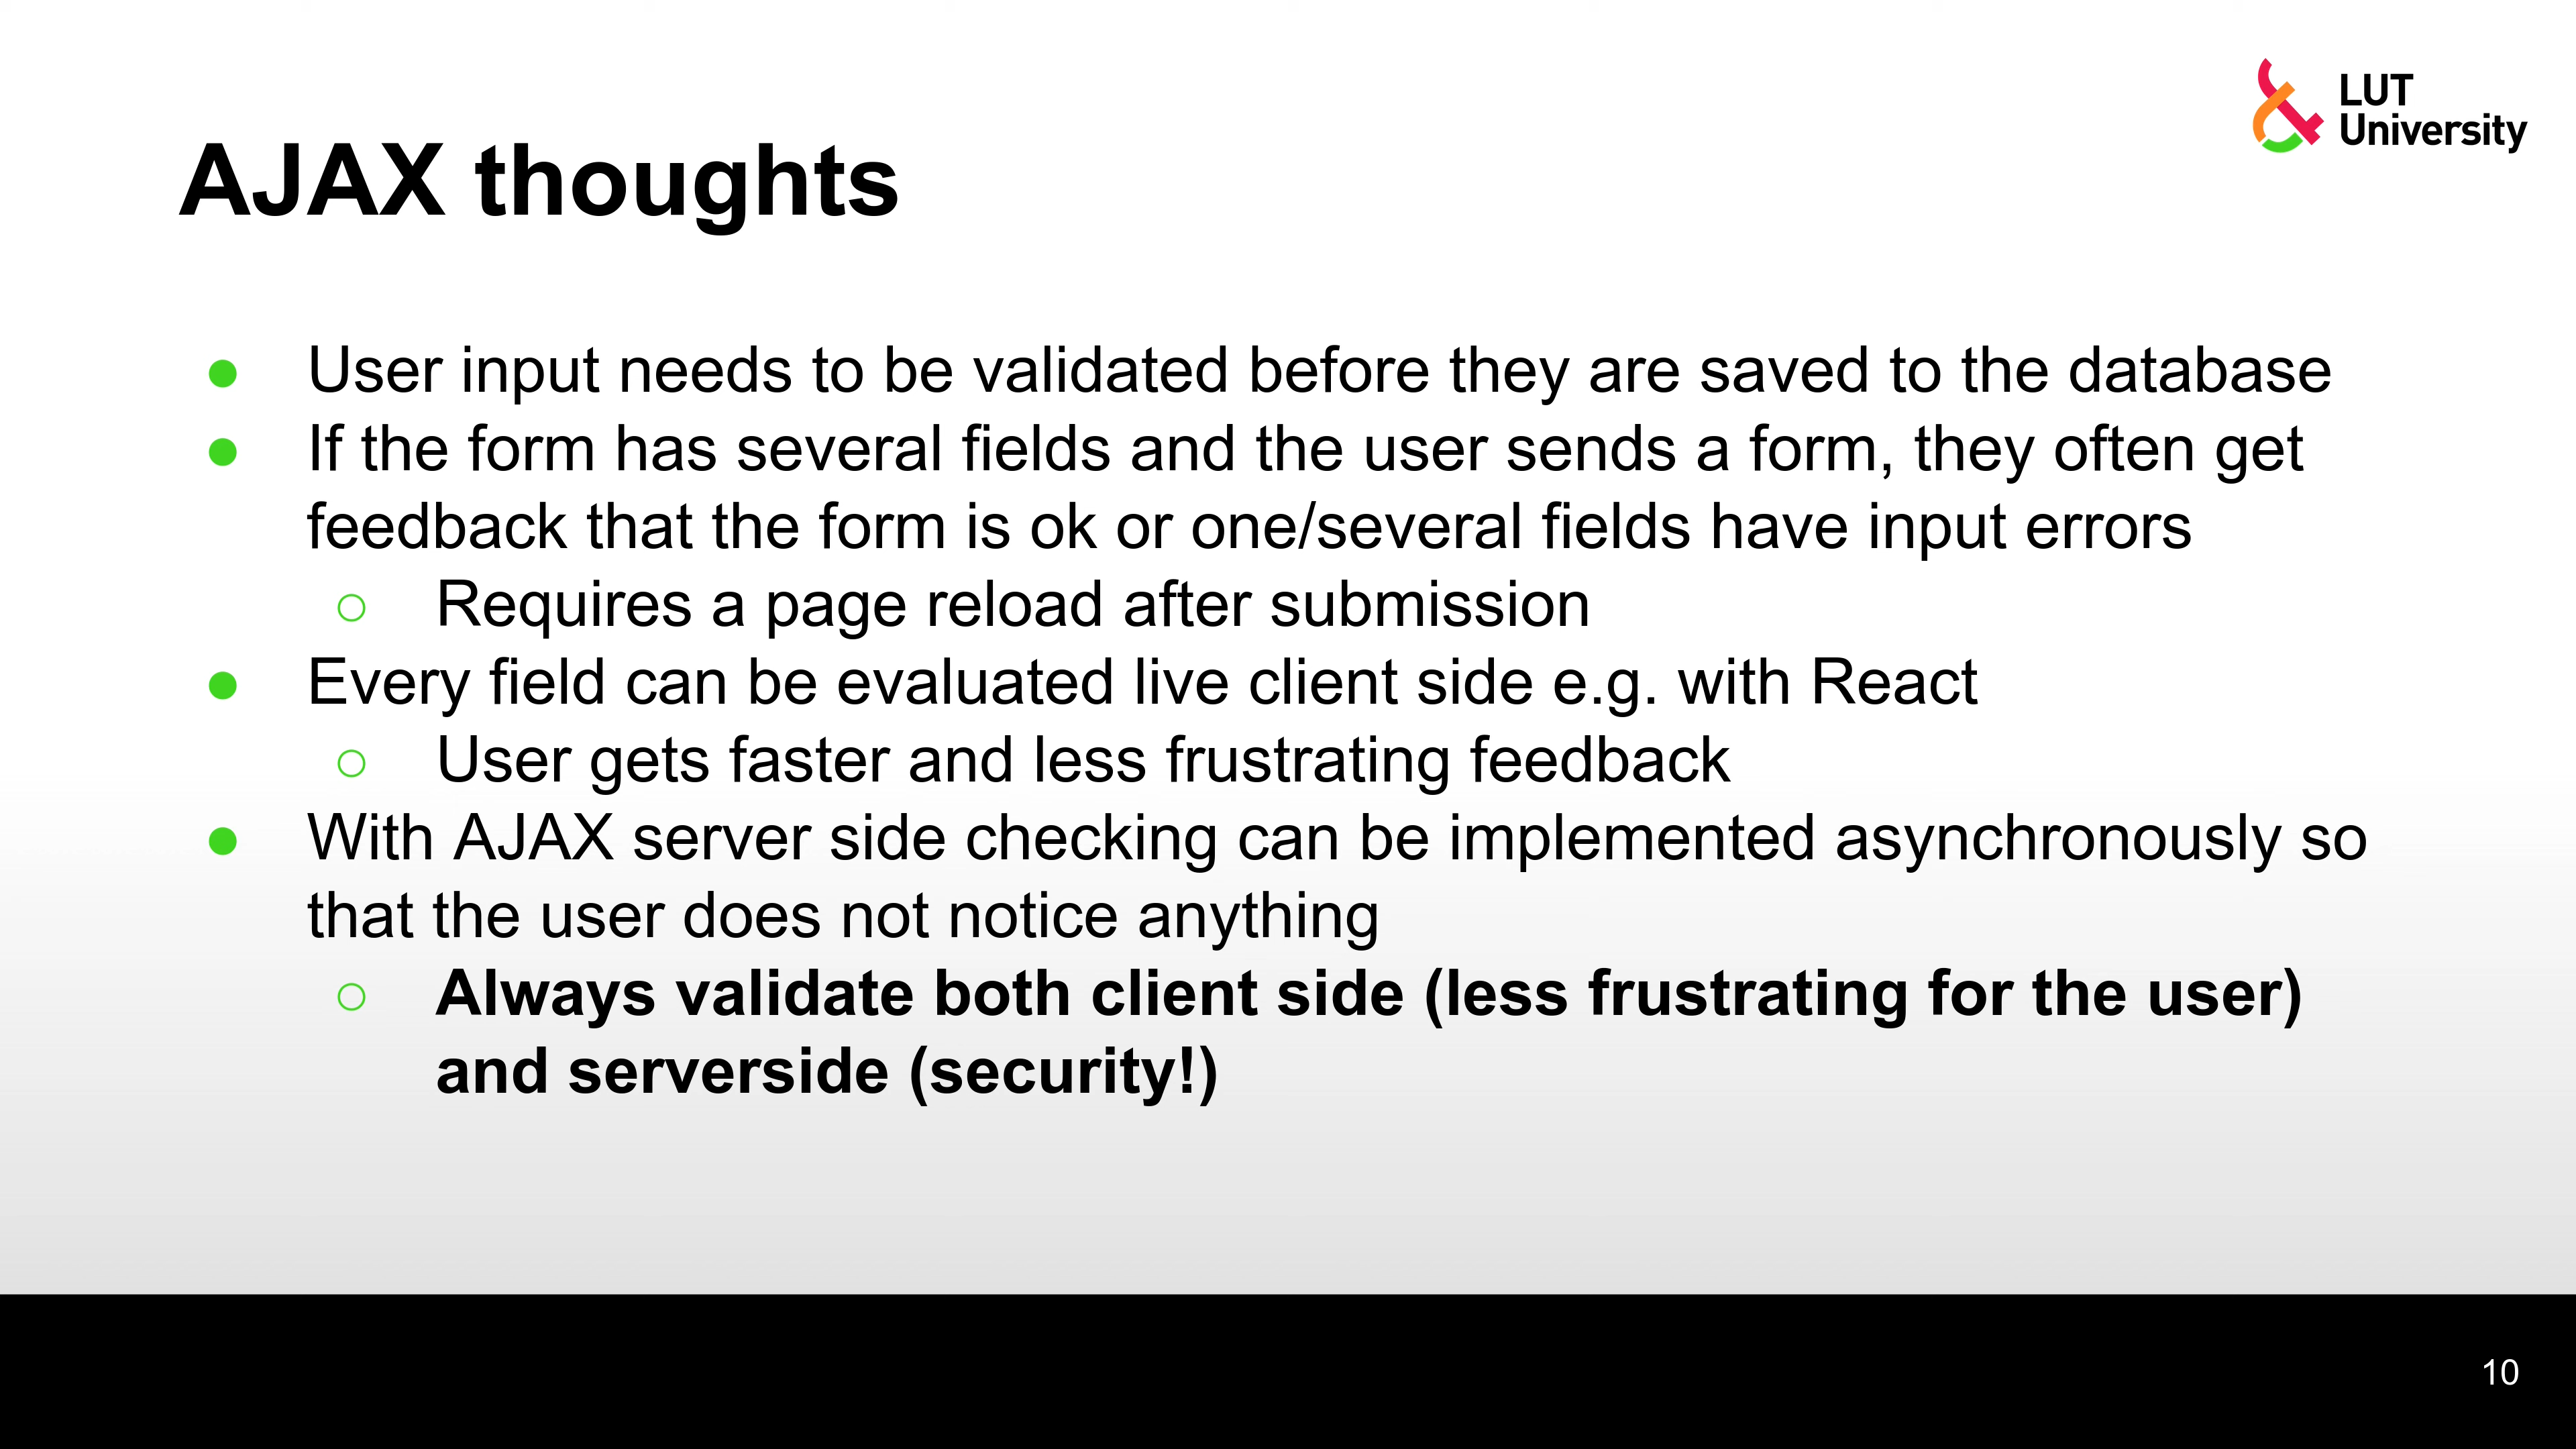 LUT
University
AJAX thoughts
● User input needs to be validated before they are saved to the database
● If the form has several fields and the user sends a form, they often get
feedback that the form is ok or one/several fields have input errors
○ Requires a page reload after submission
● Every field can be evaluated live client side e.g. with React
○ User gets faster and less frustrating feedback
● With AJAX server side checking can be implemented asynchronously so
that the user does not notice anything
○ Always validate both client side (less frustrating for the user)
and serverside (security!)
10